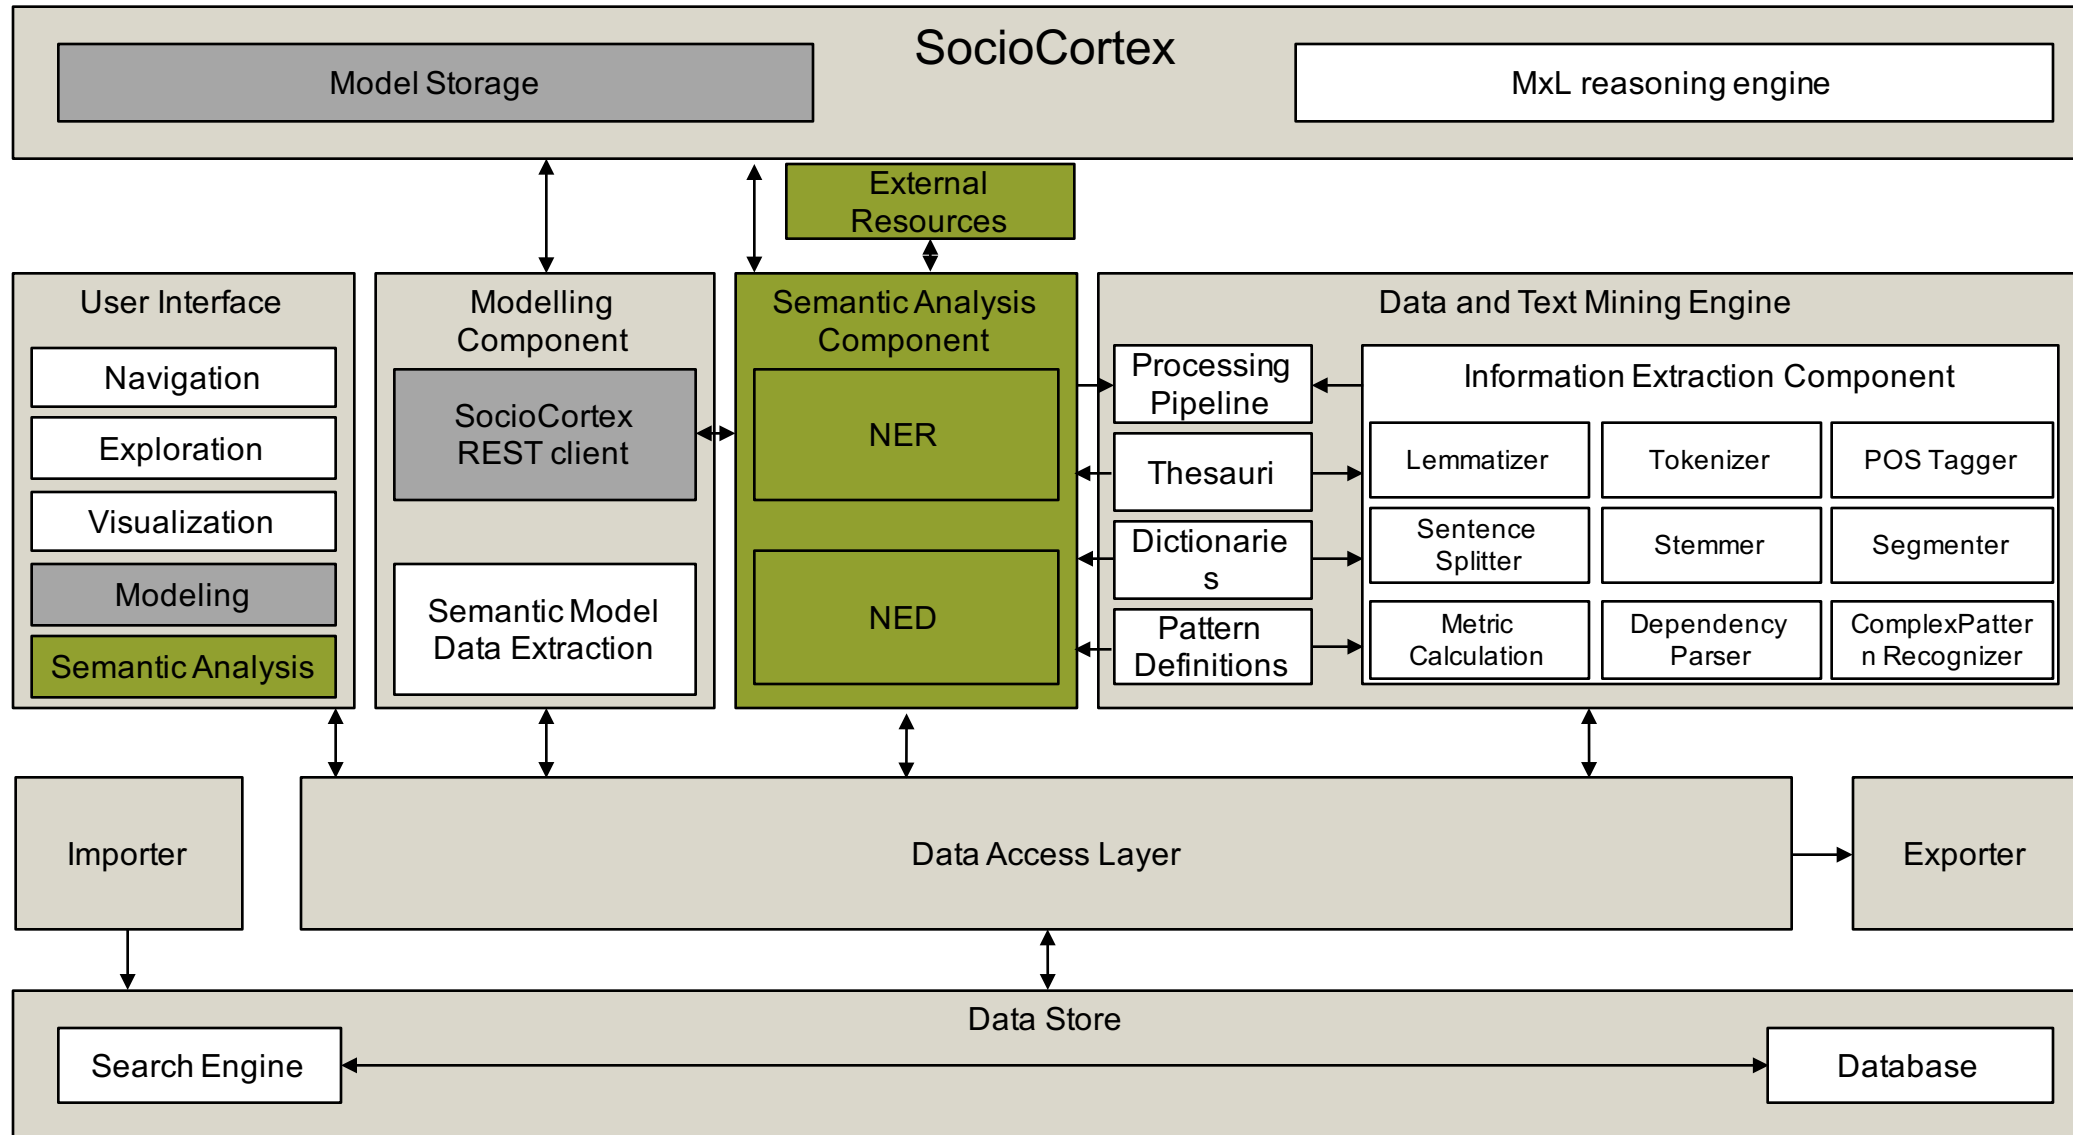 SocioCortex
Model Storage
MxL reasoning engine
External
Resources
User Interface
Navigation
Exploration
Visualization
Modeling
Semantic Analysis
Modelling
Component
SocioCortex
REST client
Semantic Model
Data Extraction
Semantic Analysis
Component
NER
NED
Data and Text Mining Engine
Processing
Pipeline
Thesauri
Dictionarie
s
Pattern
Definitions
Information Extraction Component
Lemmatizer
Tokenizer
POS Tagger
Sentence
Splitter
Stemmer
Segmenter
Metric
Calculation
Dependency
Parser
ComplexPatter
n Recognizer
Importer
Data Access Layer
Exporter
Data Store
Search Engine
Database